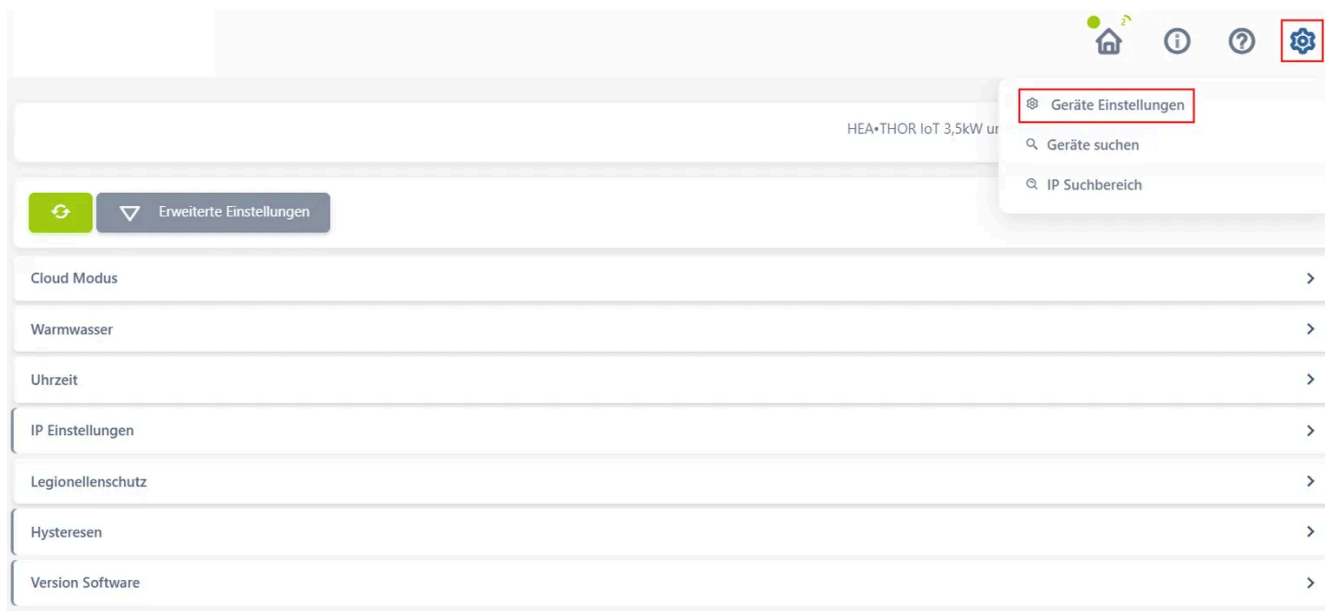 2
Geräte Einstellungen
HEA•THOR IoT 3,5kW
Geräte suchen
IP Suchbereich
Erweiterte Einstellungen
Cloud Modus
Warmwasser
Uhrzeit
IP Einstellungen
Legionellenschutz
Hysteresen
Version Software